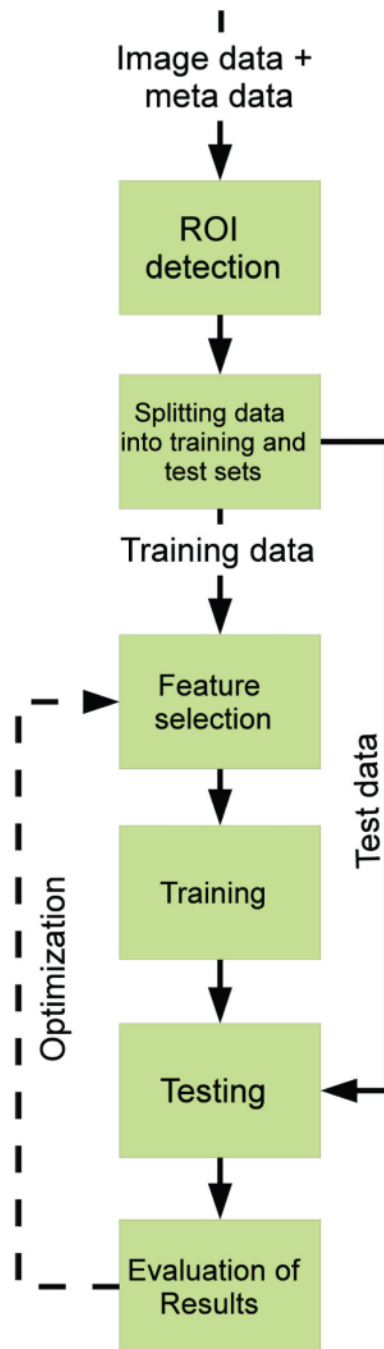 Image data +
meta data
ROI
detection
Splitting data
into training and
test sets
Training data
Feature
selection
Training
Test data
Optimization
Testing
Evaluation of
Results